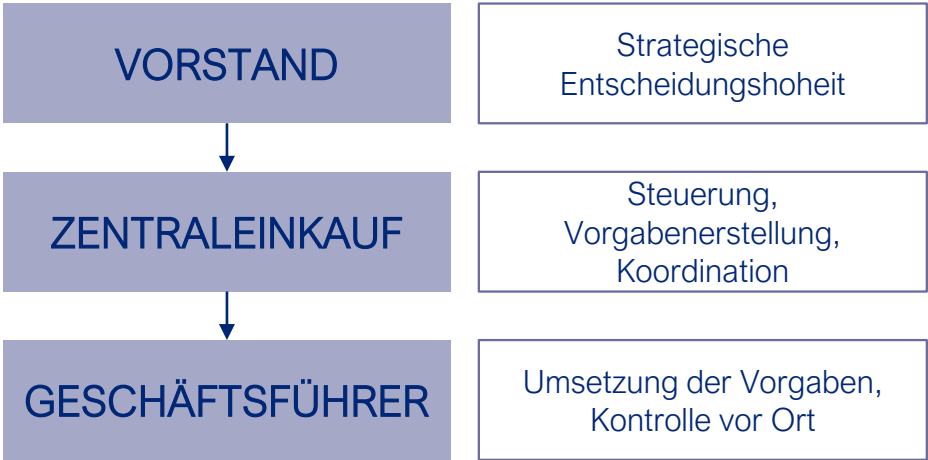 VORSTAND
Strategische
Entscheidungshoheit
ZENTRALEINKAUF
Steuerung,
Vorgabenerstellung,
Koordination
GESCHÄFTSFÜHRER
Umsetzung der Vorgaben,
Kontrolle vor Ort